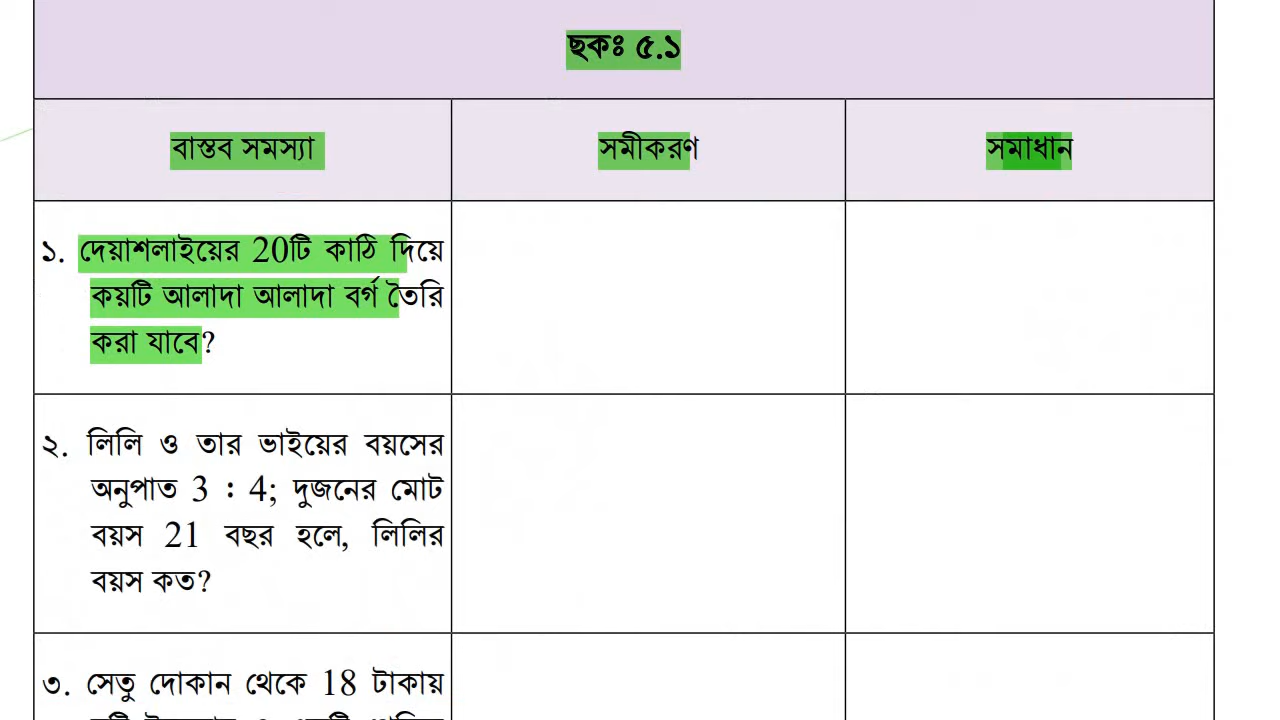 ছকঃ ৫.১
বাস্তব সমস্যা সমীকরণ সমাধান
১. দেয়াশলাইয়ের 20টি কাঠি দিয়ে
কয়টি আলাদা আলাদা বর্গ তৈরি
করা যাবে?
২. লিলি ও তার ভাইয়ের বয়সের
অনুপাত 3 : 4; দুজনের মোট
বয়স 21 বছর হলে, লিলির
বয়স কত?
৩. সেতু দোকান থেকে 18 টাকায়